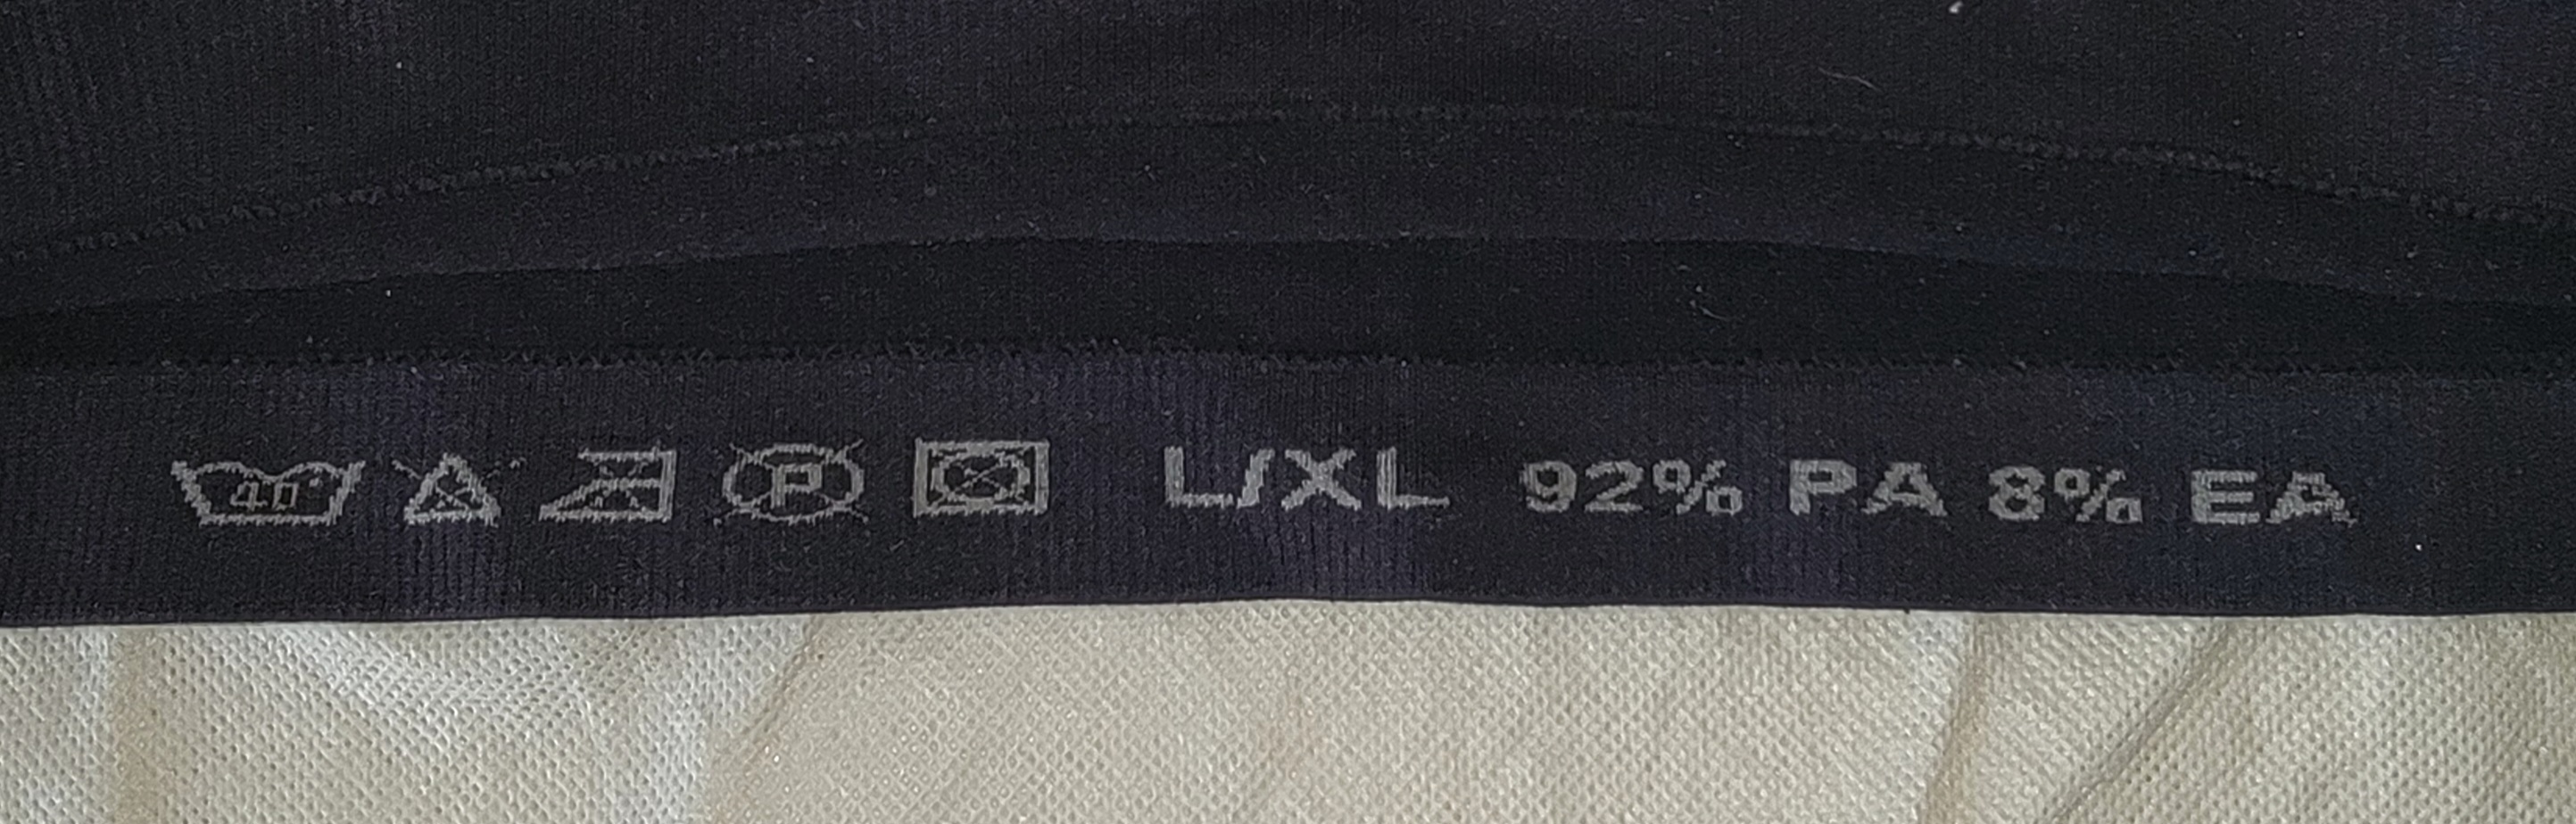 40° P L/XL 92% PA 8% EA